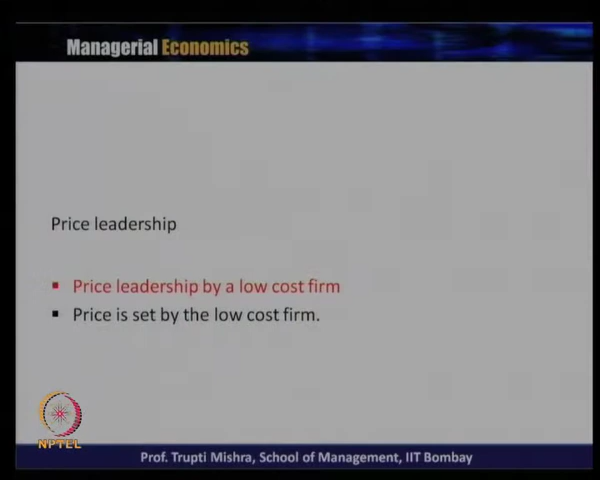 Managerial Economics
Price leadership
▪ Price leadership by a low cost firm
▪ Price is set by the low cost firm.
NPTEL
Prof. Trupti Mishra, School of Management, IIT Bombay